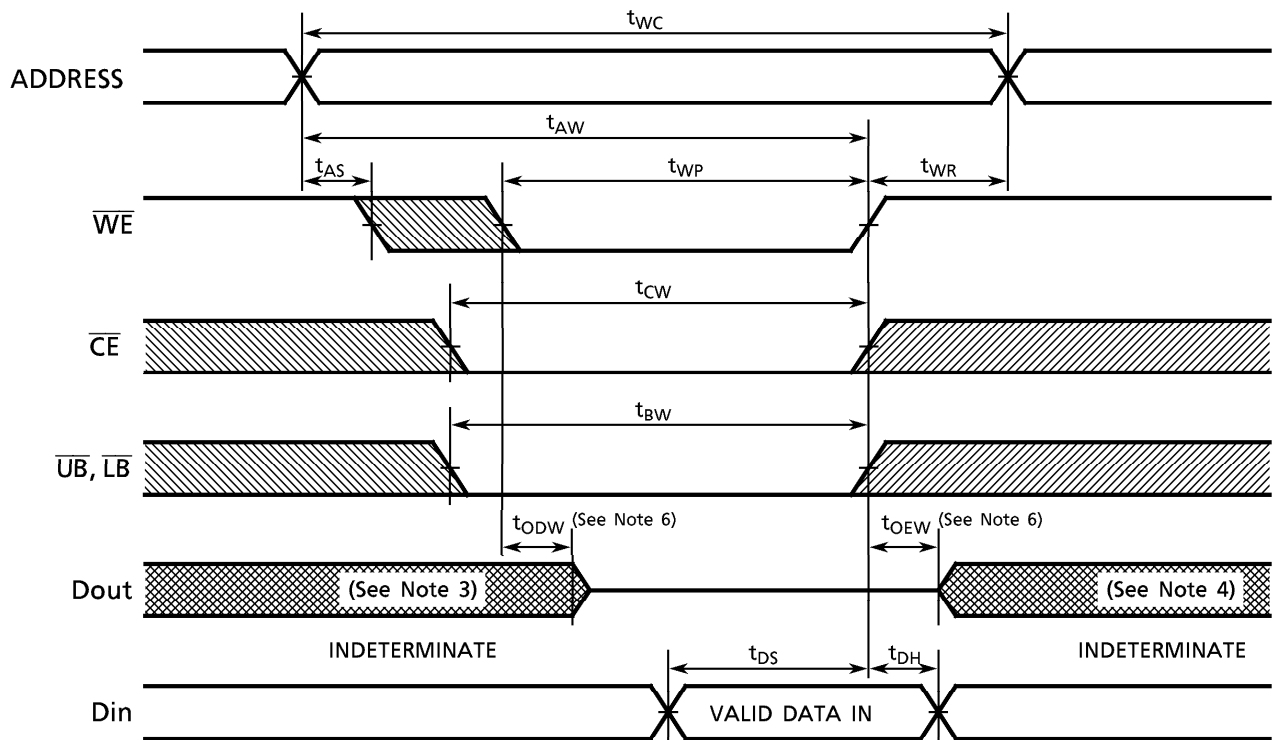 tWC
ADDRESS
tAW
tAS
tWP
tWR
WE
tCW
CE
tBW
UB, LB
tODW (See Note 6)
tOEW (See Note 6)
Dout
(See Note 3)
(See Note 4)
INDETERMINATE
INDETERMINATE
tDS
tDH
Din
VALID DATA IN